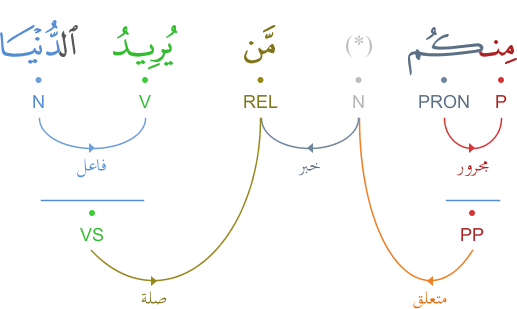 مِنكُم (*) مَّن يُرِيدُ ٱلدُّنْيَا
P PRON N REL V N
مجرور خبر فاعل
PP VS
متعلق صلة